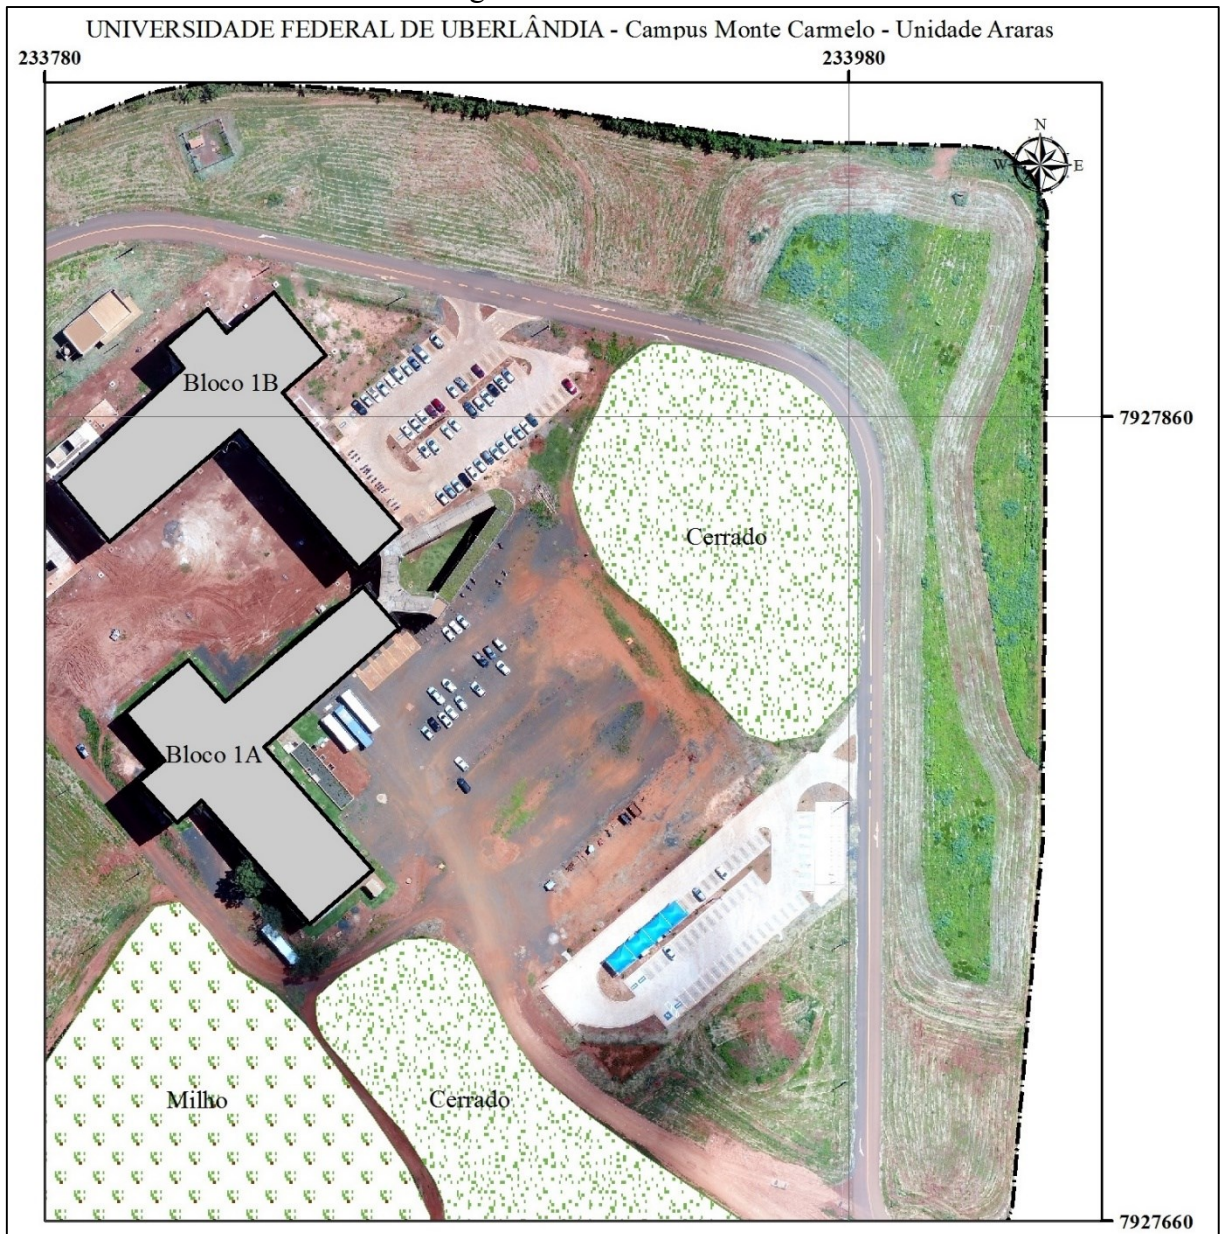 UNIVERSIDADE FEDERAL DE UBERLÂNDIA - Campus Monte Carmelo - Unidade Araras
233780
233980
N
W E
Bloco 1B
7927860
Cerrado
Bloco 1A
Milho
Cerrado
7927660